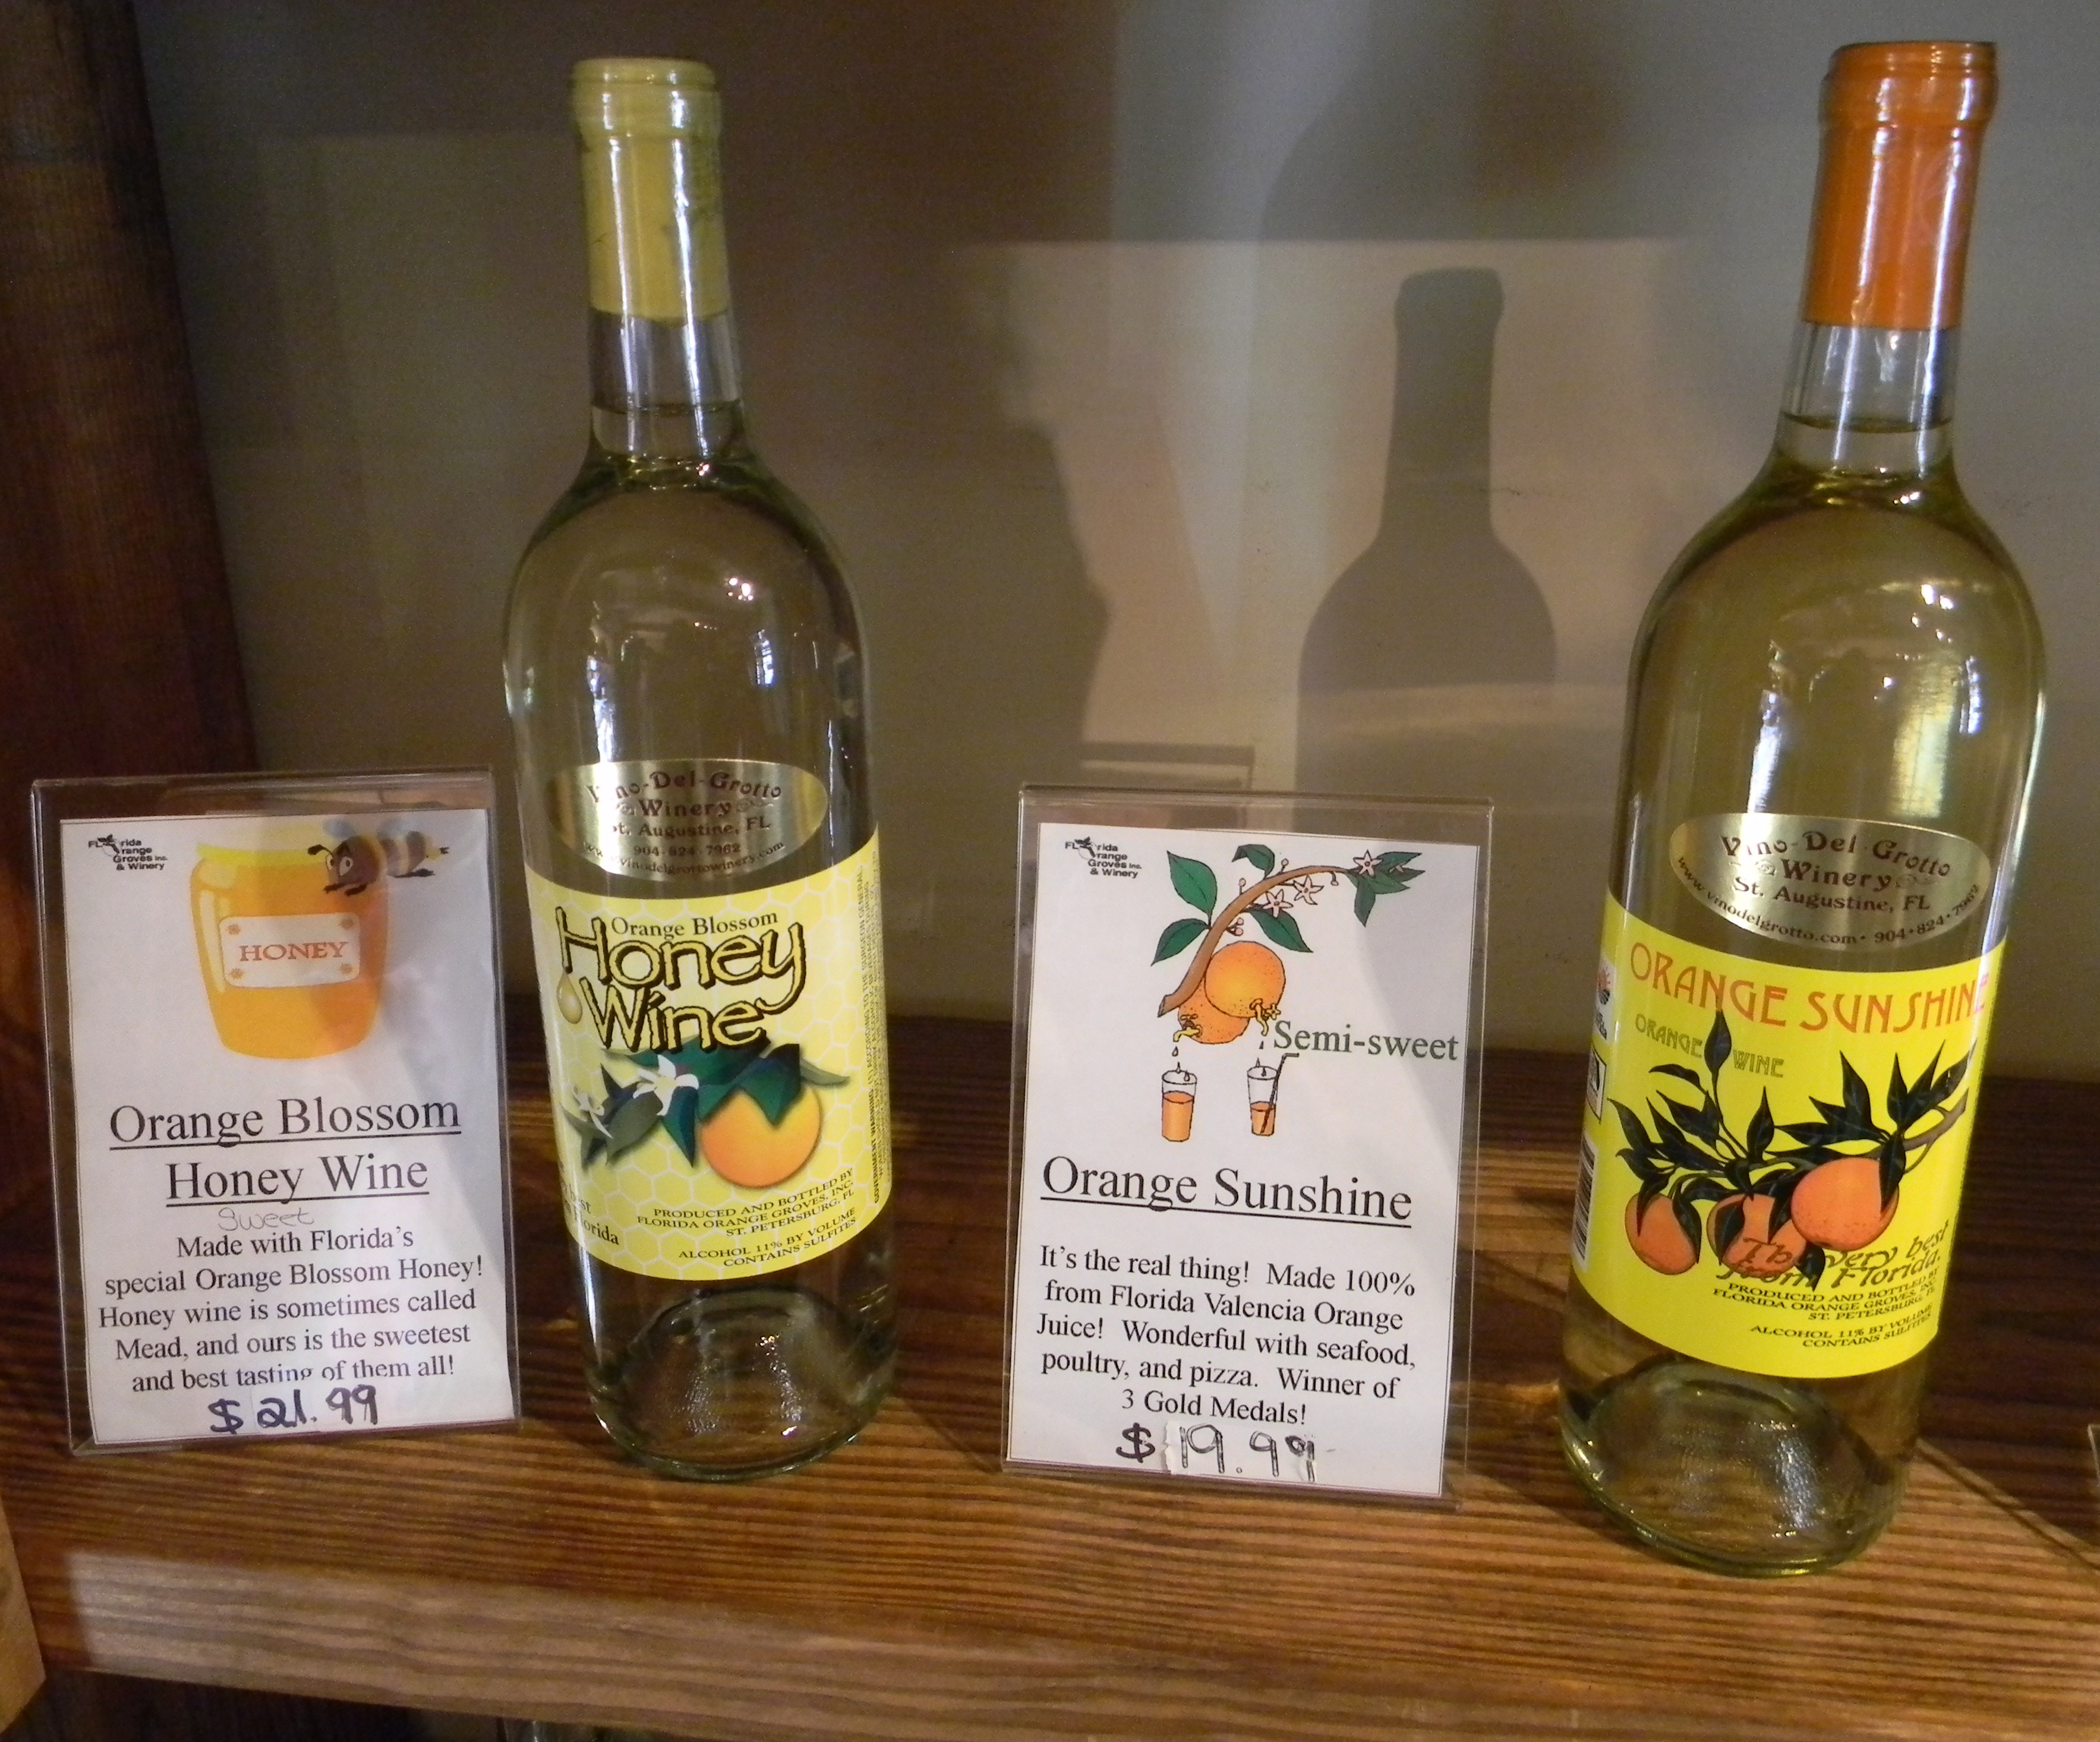 Florida
Orange
Groves Inc.
& Winery
HONEY
Orange Blossom
Honey Wine
Sweet
Made with Florida's
special Orange Blossom Honey!
Honey wine is sometimes called
Mead, and ours is the sweetest
and best tasting of them all!
$ 21.99
Vino-Del-Grotto
Winery
St. Augustine, FL
904-824-7962
www.vinodelgrottowinery.com
Orange Blossom
Honey
Wine
best
Florida
PRODUCED AND BOTTLED BY
FLORIDA ORANGE GROVES, INC.
ST. PETERSBURG, FL
ALCOHOL 11% BY VOLUME
CONTAINS SULFITES
Florida
Orange
Groves Inc.
& Winery
Semi-sweet
Orange Sunshine
It's the real thing! Made 100%
from Florida Valencia Orange
Juice! Wonderful with seafood,
poultry, and pizza. Winner of
3 Gold Medals!
$ 19.99
Vino-Del-Grotto
Winery
St. Augustine, FL
www.vinodelgrotto.com • 904•824•7962
ORANGE SUNSHINE
ORANGE WINE
The very best
from Florida.
PRODUCED AND BOTTLED BY
FLORIDA ORANGE GROVES, INC.
ST. PETERSBURG, FL
ALCOHOL 11% BY VOLUME
CONTAINS SULFITES